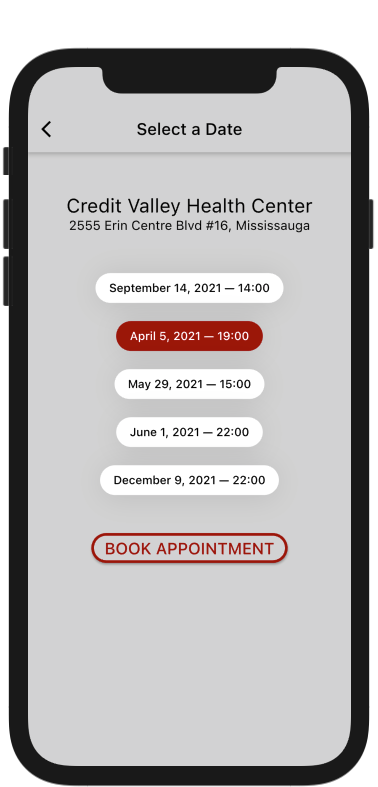 Select a Date
Credit Valley Health Center
2555 Erin Centre Blvd #16, Mississauga
September 14, 2021 — 14:00
April 5, 2021 — 19:00
May 29, 2021 — 15:00
June 1, 2021 — 22:00
December 9, 2021 — 22:00
BOOK APPOINTMENT